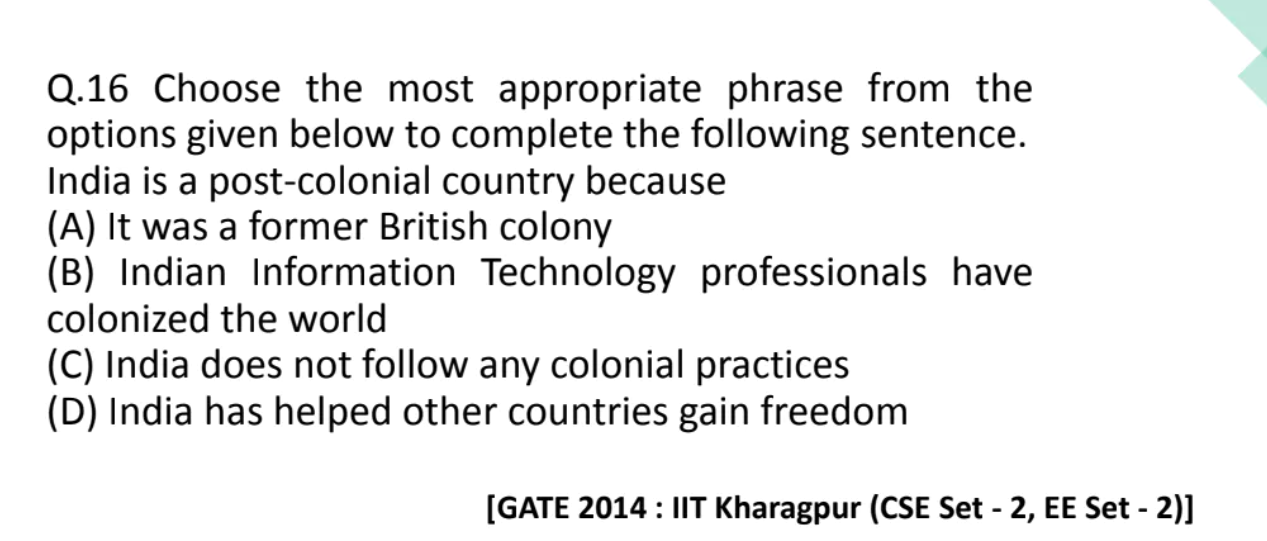 Q.16 Choose the most appropriate phrase from the
options given below to complete the following sentence.
India is a post-colonial country because
(A) It was a former British colony
(B) Indian Information Technology professionals have
colonized the world
(C) India does not follow any colonial practices
(D) India has helped other countries gain freedom
[GATE 2014 : IIT Kharagpur (CSE Set - 2, EE Set - 2)]